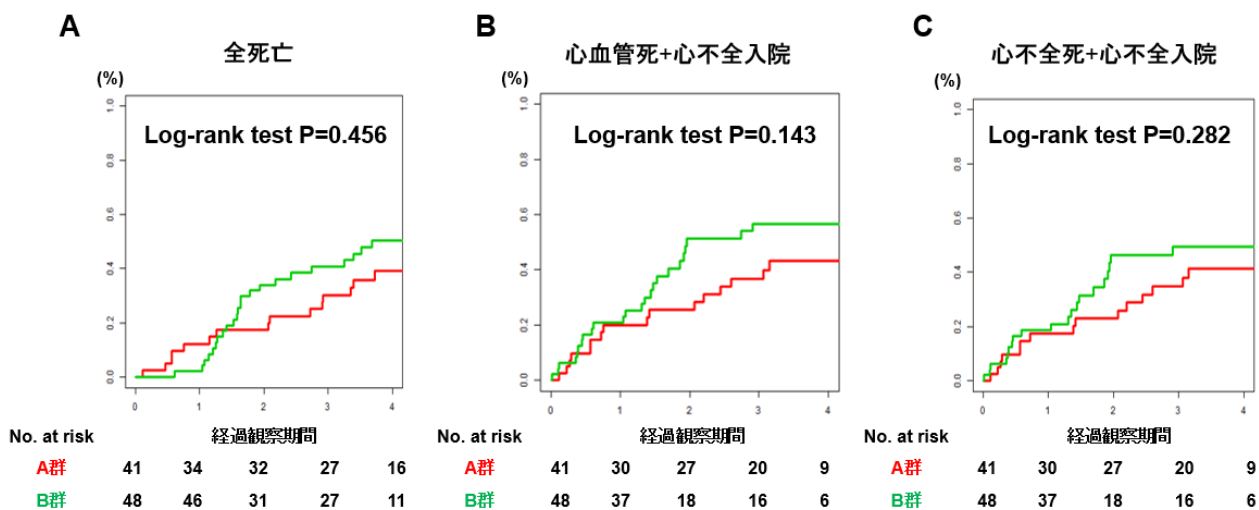 A
全死亡
(%)
Log-rank test P=0.456
1.0
0.8
0.6
0.4
0.2
0.0
0 1 2 3 4
No. at risk 経過観察期間
A群 41 34 32 27 16
B群 48 46 31 27 11
B
心血管死+心不全入院
(%)
Log-rank test P=0.143
1.0
0.8
0.6
0.4
0.2
0.0
0 1 2 3 4
No. at risk 経過観察期間
A群 41 30 27 20 9
B群 48 37 18 16 6
C
心不全死+心不全入院
(%)
Log-rank test P=0.282
1.0
0.8
0.6
0.4
0.2
0.0
0 1 2 3 4
No. at risk 経過観察期間
A群 41 30 27 20 9
B群 48 37 18 16 6